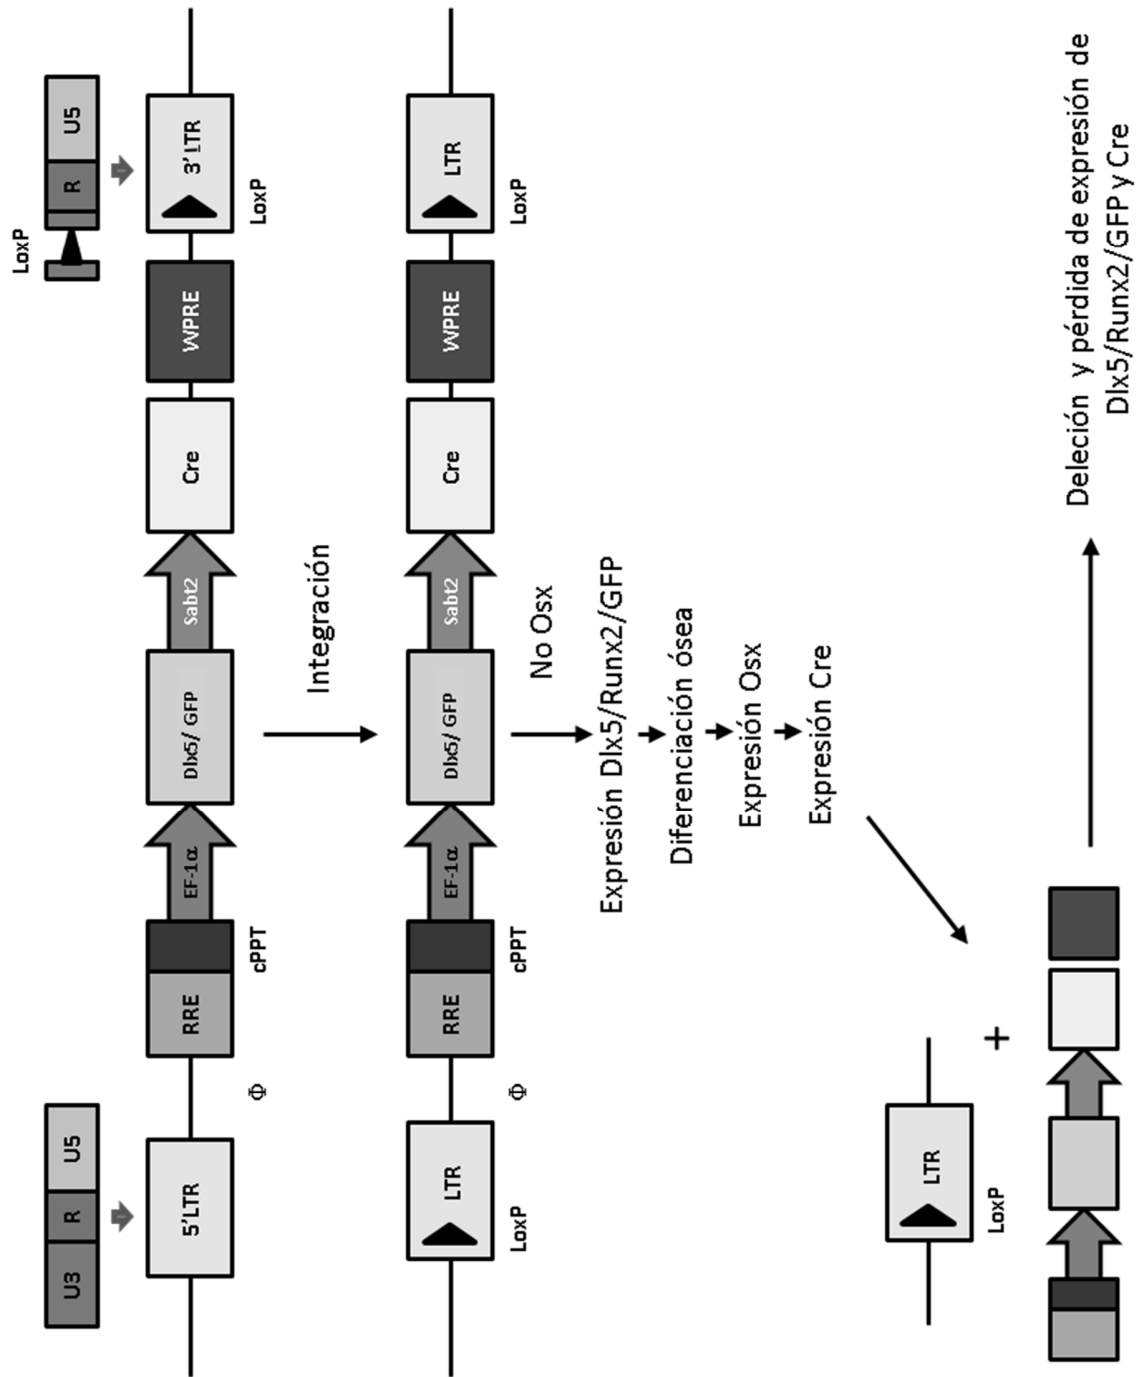 U3 R U5
LoxP
R U5
5'LTR RRE EF-1α Dlx5/ GFP Sabt2 Cre WPRE 3'LTR
Φ cPPT LoxP
Integración
LTR RRE EF-1α Dlx5/ GFP Sabt2 Cre WPRE LTR
LoxP Φ cPPT LoxP
No Osx
Expresión Dlx5/Runx2/GFP
Diferenciación ósea
Expresión Osx
Expresión Cre
LTR
LoxP
+
Deleción y pérdida de expresión de
Dlx5/Runx2/GFP y Cre